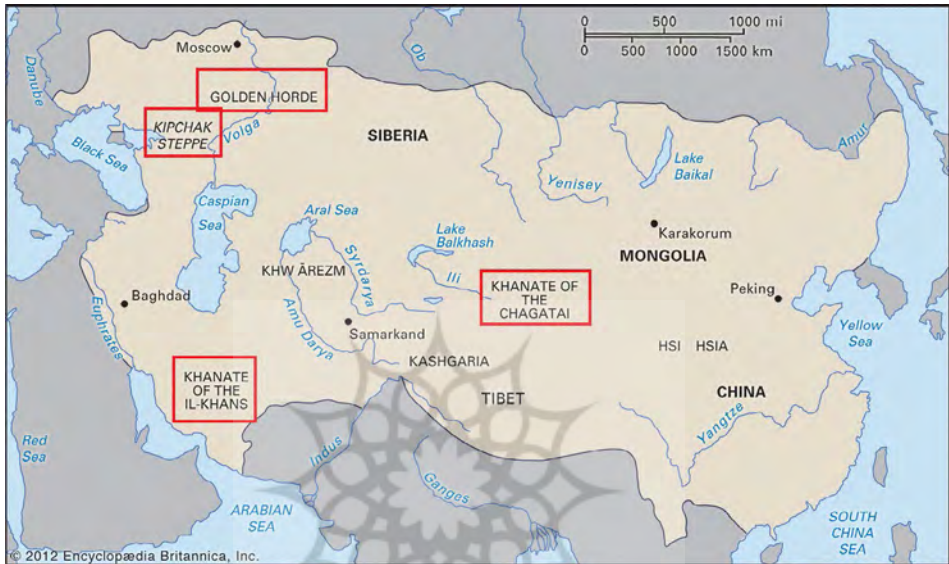 0 500 1000 mi
0 500 1000 1500 km
Moscow
Ob
Danube
GOLDEN HORDE
KIPCHAK
STEPPE
Volga
SIBERIA
Amur
Black Sea
Lake
Baikal
Yenisey
Caspian
Sea
Aral Sea
Lake
Balkhash
Karakorum
MONGOLIA
Syrdarya
KHW ĀREZM
Ili
KHANATE OF
THE
CHAGATAI
Peking
Baghdad
Euphrates
Amu Darya
Samarkand
Yellow
Sea
HSI HSIA
KASHGARIA
KHANATE
OF THE
IL-KHANS
TIBET
CHINA
Yangtze
Red
Sea
Indus
Ganges
ARABIAN
SEA
SOUTH
CHINA
SEA
© 2012 Encyclopædia Britannica, Inc.